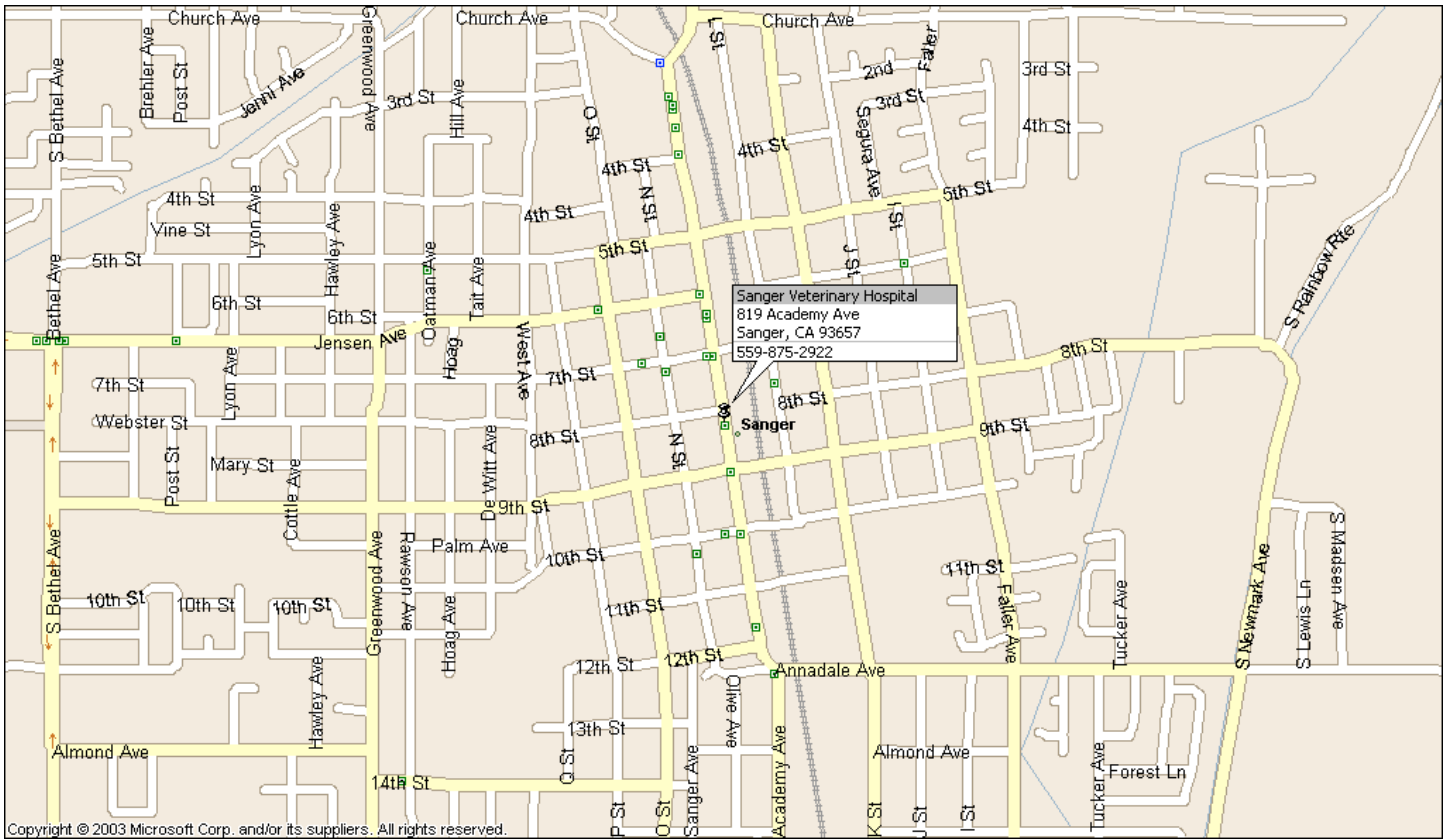 Church Ave
Greenwood Ave
Church Ave
Church Ave
L St
Faller
S Bethel Ave
Brehler Ave
Post St
Jenni Ave
3rd St
Hill Ave
O St
2nd
3rd St
3rd St
Segura Ave
4th St
4th St
4th St
N St
4th St
Lyon Ave
Vine St
Hawley Ave
4th St
5th St
I St
5th St
J St
5th St
Bethel Ave
6th St
6th St
Oatman Ave
Tait Ave
S Rainbow Rte
Sanger Veterinary Hospital
819 Academy Ave
Sanger, CA 93657
559-875-2922
Jensen Ave
Hoag
West Ave
7th St
8th St
7th St
Lyon Ave
8th St
Webster St
8th St
Sanger
9th St
N St
Mary St
Post St
Cottle Ave
De Witt Ave
9th St
Palm Ave
10th St
S Bethel Ave
Greenwood Ave
Rawson Ave
11th St
S Newmark Ave
S Madsen Ave
S Lewis Ln
10th St
10th St
10th St
11th St
Hoag Ave
Faller Ave
Tucker Ave
12th St
12th St
Annadale Ave
Hawley Ave
Olive Ave
13th St
Almond Ave
Q St
Almond Ave
Forest Ln
14th St
P St
O St
Sanger Ave
Academy Ave
K St
J St
I St
Tucker Ave
Copyright © 2003 Microsoft Corp. and/or its suppliers. All rights reserved.